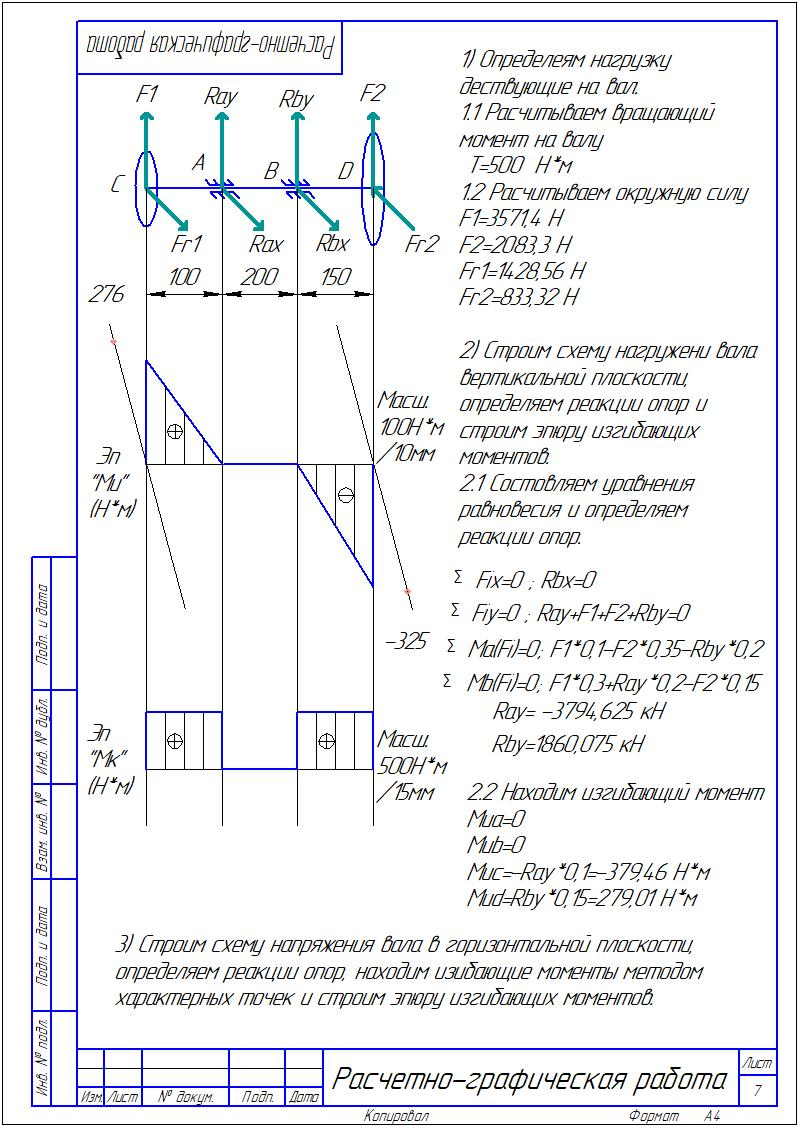 Расчетно-графическая работа
F1
Ray
Rby
F2
C
A
B
D
Fr1
Rax
Rbx
Fr2
100
200
150
276
Эп
"Ми"
(Н*м)
Масш.
100Н*м
/10мм
-325
Эп
"Мк"
(Н*м)
Масш.
500Н*м
/15мм
1) Определеям нагрузку
дествующие на вал.
1.1 Расчитываем вращающий
момент на валу
Т=500 Н*м
1.2 Расчитываем окружную силу
F1=3571,4 Н
F2=2083,3 Н
Fr1=1428,56 Н
Fr2=833,32 Н
2) Строим схему нагружени вала
вертикальной плоскости,
определяем реакции опор и
строим эпюру изгибающих
моментов.
2.1 Состовляем уравнения
равновесия и определяем
реакции опор.
Σ Fix=0 ; Rbx=0
Σ Fiy=0 ; Ray+F1+F2+Rby=0
Σ Ma(Fi)=0; F1*0,1-F2*0,35-Rby*0,2
Σ Mb(Fi)=0; F1*0,3+Ray*0,2-F2*0,15
Ray= -3794,625 кН
Rby=1860,075 кН
2.2 Находим изгибающий момент
Миа=0
Миb=0
Мис=-Ray*0,1=-379,46 Н*м
Миd=Rby*0,15=279,01 Н*м
3) Строим схему напряжения вала в горизонтальной плоскости,
определяем реакции опор, находим изибающие моменты методом
характерных точек и строим эпюру изгибающих моментов.
Подп. и дата
Инв. № дубл.
Взам. инв. №
Подп. и дата
Инв. № подл.
Изм. Лист № докум. Подп. Дата
Расчетно-графическая работа
Лист
7
Копировал Формат А4